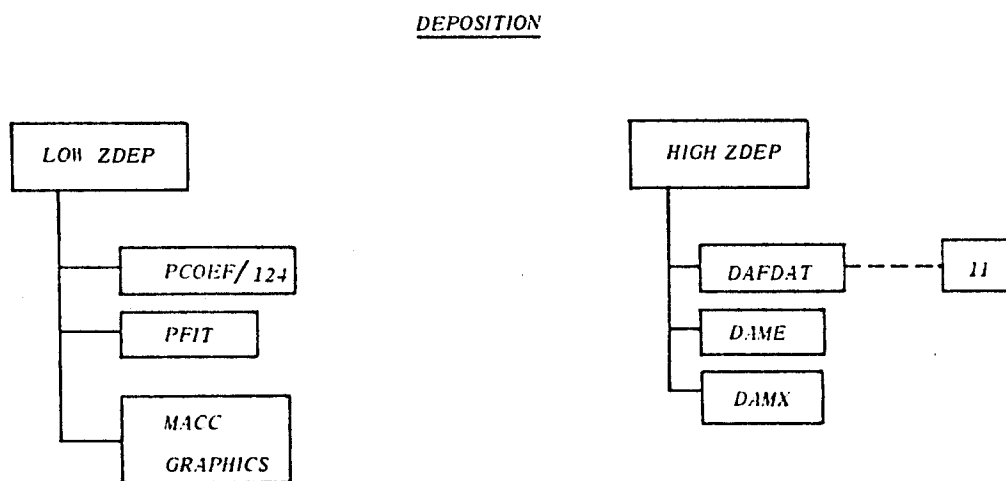 DEPOSITION
LOW ZDEP
PCOEF/124
PFIT
MACC
GRAPHICS
HIGH ZDEP
DAFDAT
11
DAME
DAMX